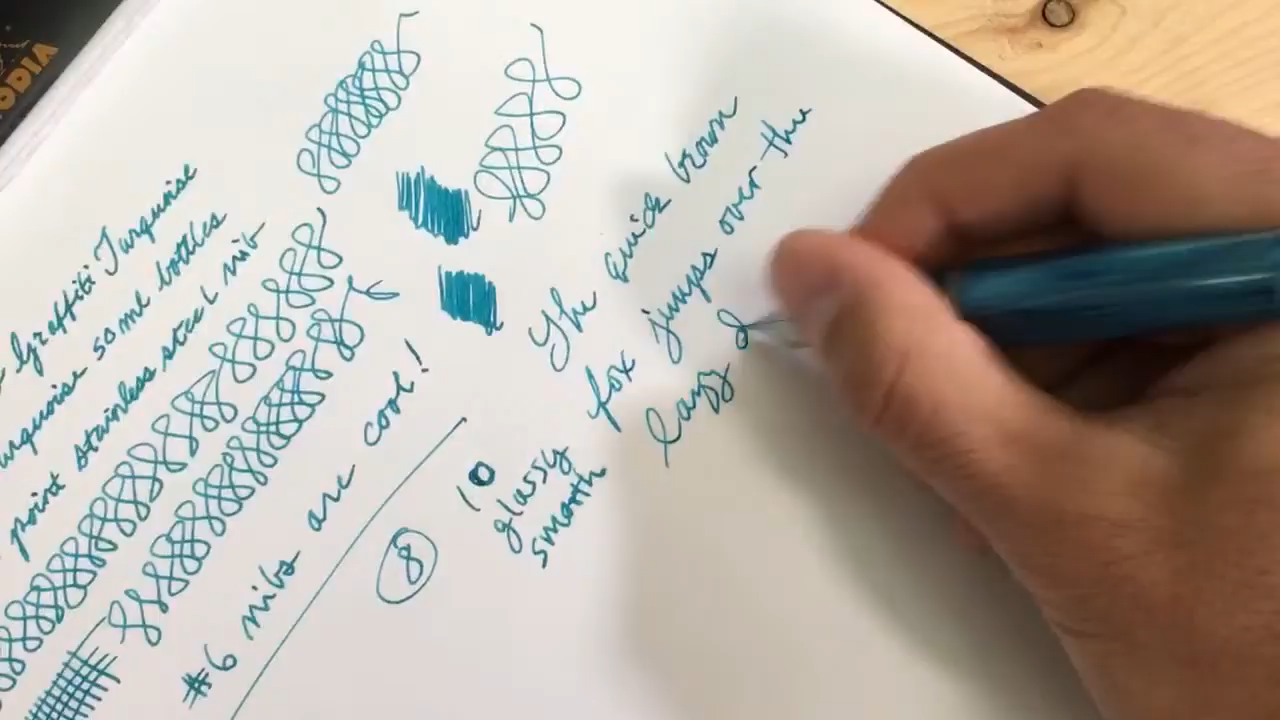 ODIA
Graffiti Turquoise
urquoise 50ml bottles
point stainless steel nib
#6 nibs are cool!
8
10
glassy
smooth
The quick brown
fox jumps over the
lazy d